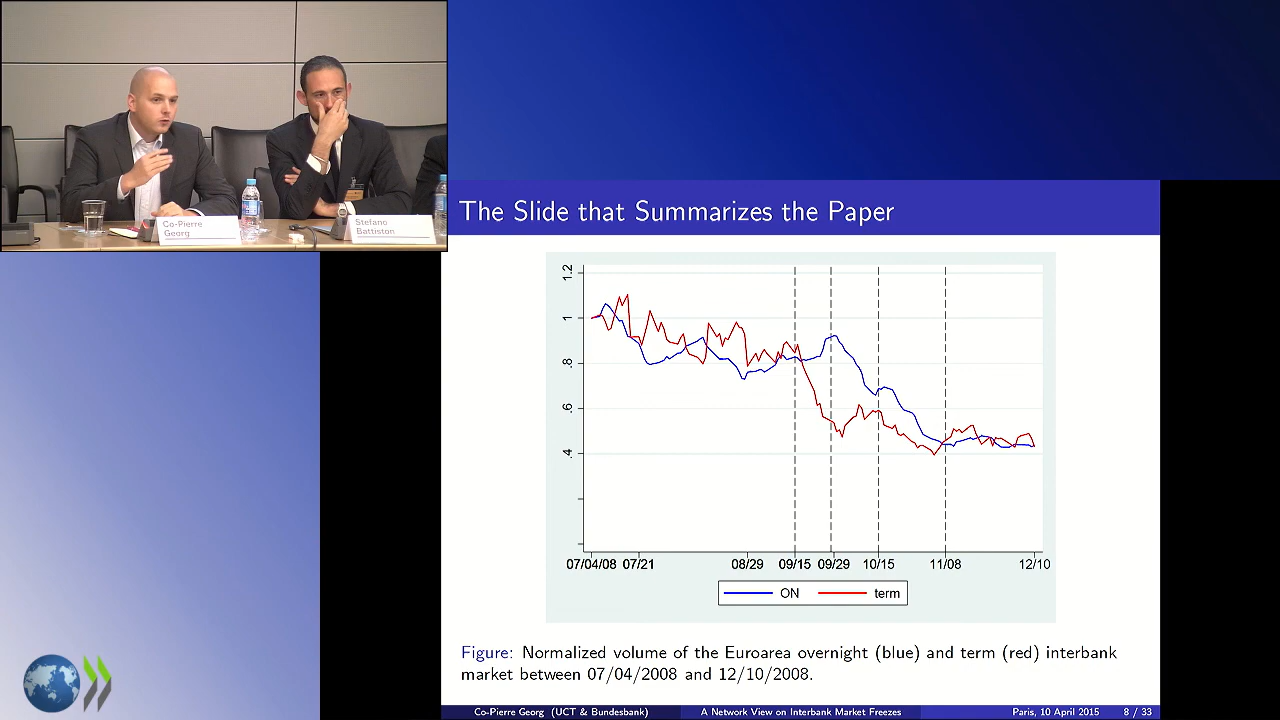 Co-Pierre
Georg
Stefano
Battiston
The Slide that Summarizes the Paper
1.2
1
.8
.6
.4
07/04/08 07/21 08/29 09/15 09/29 10/15 11/08 12/10
ON term
Figure: Normalized volume of the Euroarea overnight (blue) and term (red) interbank
market between 07/04/2008 and 12/10/2008.
Co-Pierre Georg (UCT & Bundesbank) A Network View on Interbank Market Freezes Paris, 10 April 2015 8 / 33